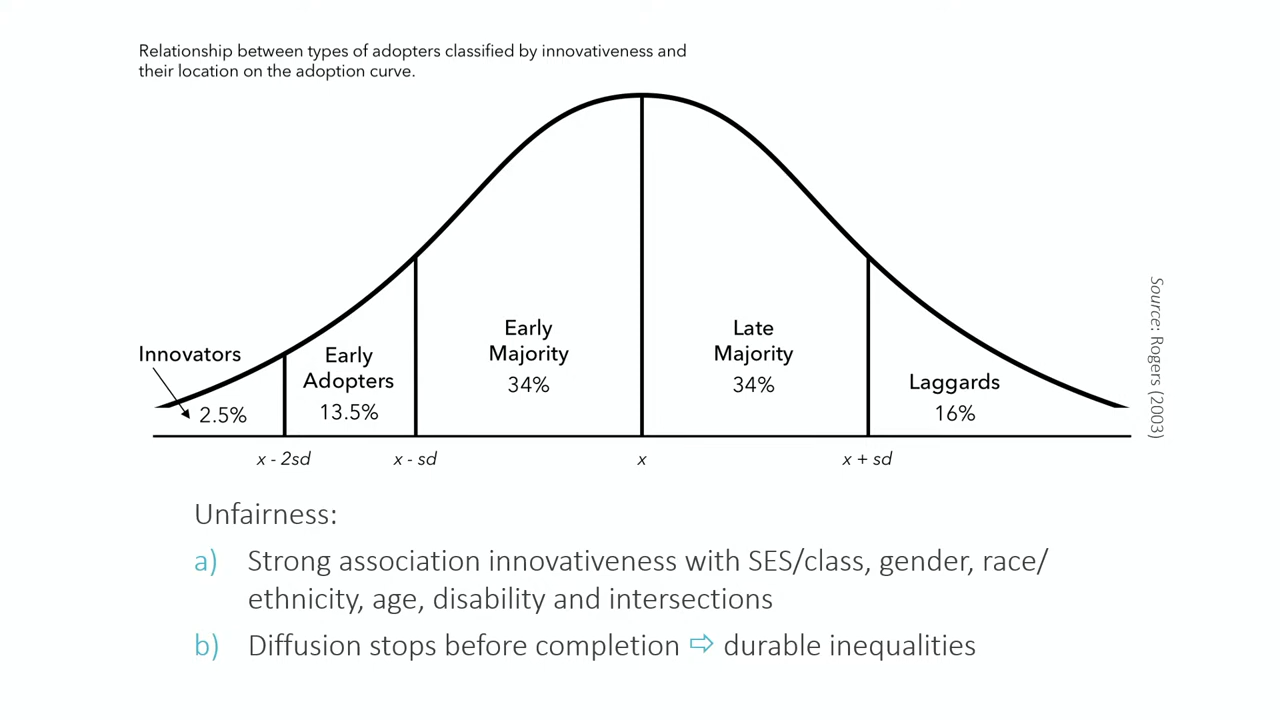 Relationship between types of adopters classified by innovativeness and
their location on the adoption curve.
Innovators
2.5%
Early
Adopters
13.5%
Early
Majority
34%
Late
Majority
34%
Laggards
16%
x - 2sd
x - sd
x
x + sd
Source: Rogers (2003)
Unfairness:
a) Strong association innovativeness with SES/class, gender, race/
ethnicity, age, disability and intersections
b) Diffusion stops before completion ⇨ durable inequalities